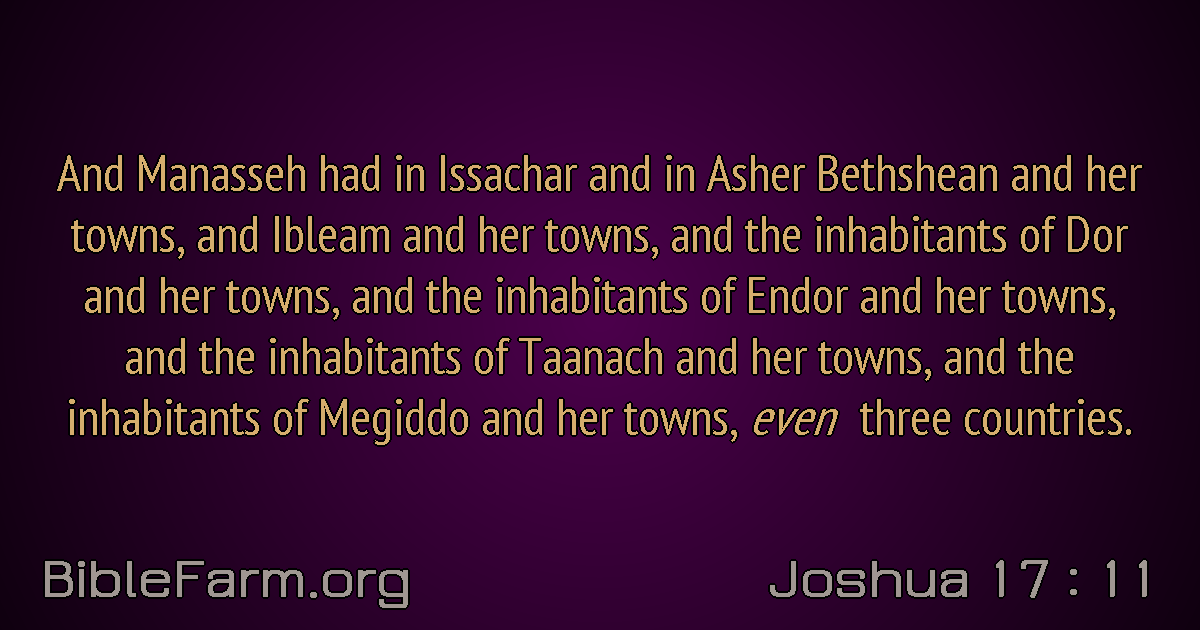 And Manasseh had in Issachar and in Asher Bethshean and her
towns, and Ibleam and her towns, and the inhabitants of Dor
and her towns, and the inhabitants of Endor and her towns,
and the inhabitants of Taanach and her towns, and the
inhabitants of Megiddo and her towns, even three countries.
BibleFarm.org
Joshua 17 : 11